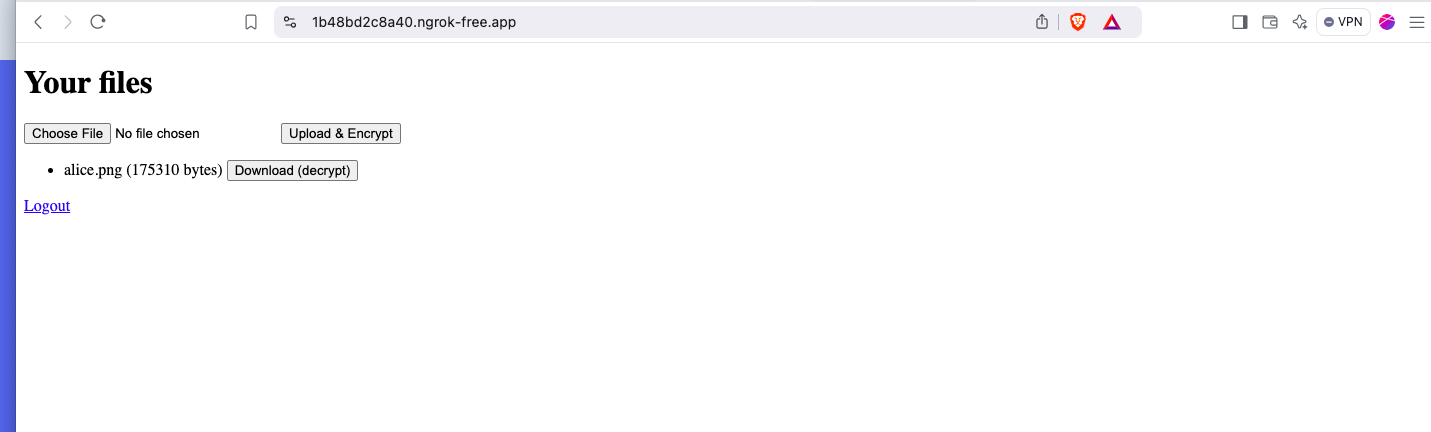 1b48bd2c8a40.ngrok-free.app
VPN
Your files
Choose File No file chosen Upload & Encrypt
alice.png (175310 bytes) Download (decrypt)
Logout